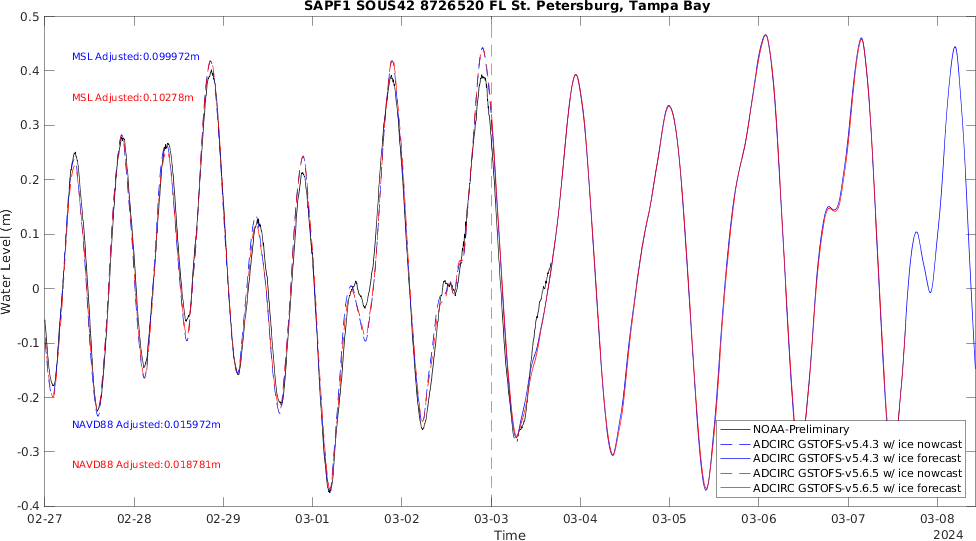 SAPF1 SOUS42 8726520 FL St. Petersburg, Tampa Bay
0.5
0.4
0.3
0.2
0.1
0
-0.1
-0.2
-0.3
-0.4
Water Level (m)
MSL Adjusted:0.099972m
MSL Adjusted:0.10278m
NAVD88 Adjusted:0.015972m
NAVD88 Adjusted:0.018781m
NOAA-Preliminary
ADCIRC GSTOFS-v5.4.3 w/ ice nowcast
ADCIRC GSTOFS-v5.4.3 w/ ice forecast
ADCIRC GSTOFS-v5.6.5 w/ ice nowcast
ADCIRC GSTOFS-v5.6.5 w/ ice forecast
02-27 02-28 02-29 03-01 03-02 03-03 03-04 03-05 03-06 03-07 03-08
Time
2024